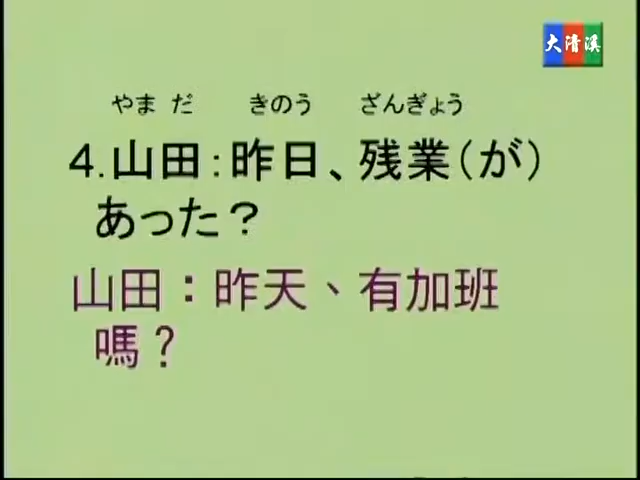 大清溪
やまだ きのう ざんぎょう
4.山田：昨日、残業（が）
あった？
山田：昨天、有加班
嗎？